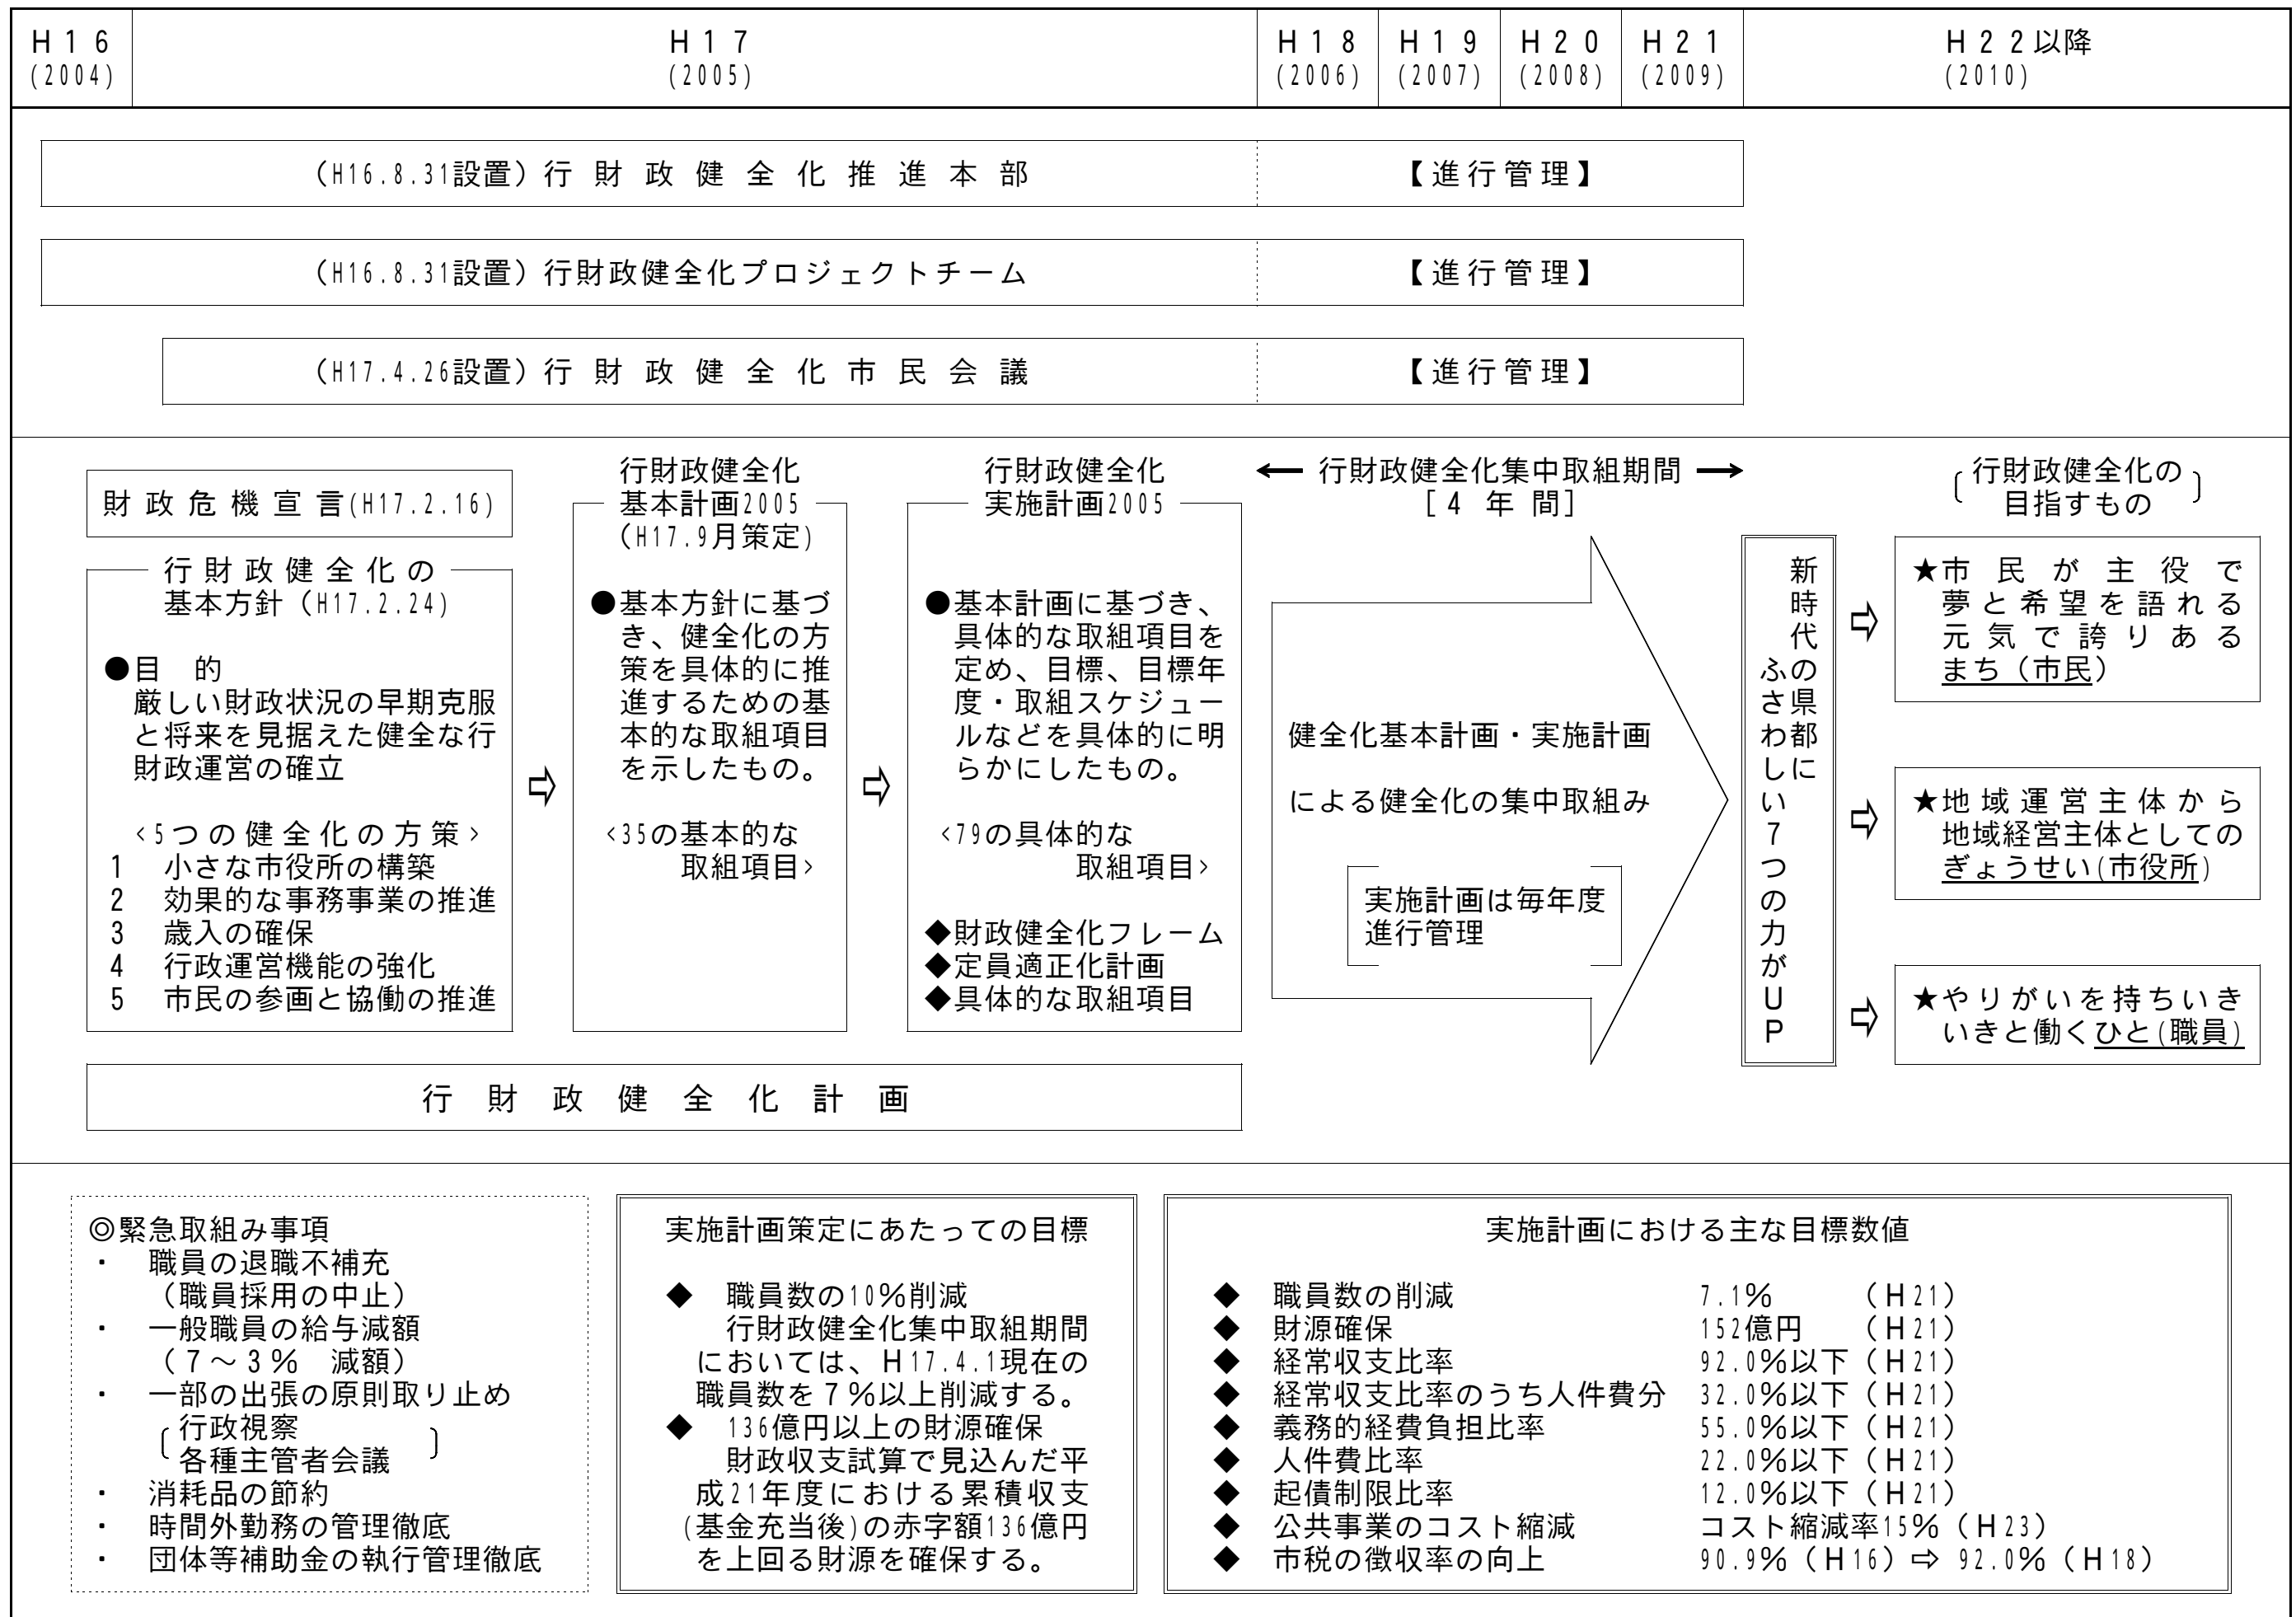 H16
(2004)
H17
(2005)
H18
(2006)
H19
(2007)
H20
(2008)
H21
(2009)
H22以降
(2010)
(H16.8.31設置)行財政健全化推進本部
【進行管理】
(H16.8.31設置)行財政健全化プロジェクトチーム
【進行管理】
(H17.4.26設置)行財政健全化市民会議
【進行管理】
財政危機宣言(H17.2.16)
行財政健全化の
基本方針(H17.2.24)
●目 的
厳しい財政状況の早期克服
と将来を見据えた健全な行
財政運営の確立
<5つの健全化の方策>
1 小さな市役所の構築
2 効果的な事務事業の推進
3 歳入の確保
4 行政運営機能の強化
5 市民の参画と協働の推進
⇨
行財政健全化
基本計画2005
(H17.9月策定)
●基本方針に基づ
き、健全化の方
策を具体的に推
進するための基
本的な取組項目
を示したもの。
<35の基本的な
取組項目>
⇨
行財政健全化
実施計画2005
●基本計画に基づき、
具体的な取組項目を
定め、目標、目標年
度・取組スケジュー
ルなどを具体的に明
らかにしたもの。
<79の具体的な
取組項目>
◆財政健全化フレーム
◆定員適正化計画
◆具体的な取組項目
行財政健全化計画
← 行財政健全化集中取組期間 →
[4年間]
健全化基本計画・実施計画
による健全化の集中取組み
実施計画は毎年度
進行管理
新時代の県都に
ふさわしい7つの力がUP
行財政健全化の
目指すもの
⇨
★市民が主役で
夢と希望を語れる
元気で誇りある
まち(市民)
⇨
★地域運営主体から
地域経営主体としての
ぎょうせい(市役所)
⇨
★やりがいを持ちいき
いきと働くひと(職員)
◎緊急取組み事項
・ 職員の退職不補充
(職員採用の中止)
・ 一般職員の給与減額
(7～3% 減額)
・ 一部の出張の原則取り止め
行政視察
各種主管者会議
・ 消耗品の節約
・ 時間外勤務の管理徹底
・ 団体等補助金の執行管理徹底
実施計画策定にあたっての目標
◆ 職員数の10%削減
行財政健全化集中取組期間
においては、H17.4.1現在の
職員数を7%以上削減する。
◆ 136億円以上の財源確保
財政収支試算で見込んだ平
成21年度における累積収支
(基金充当後)の赤字額136億円
を上回る財源を確保する。
実施計画における主な目標数値
◆ 職員数の削減 7.1% (H21)
◆ 財源確保 152億円 (H21)
◆ 経常収支比率 92.0%以下(H21)
◆ 経常収支比率のうち人件費分 32.0%以下(H21)
◆ 義務的経費負担比率 55.0%以下(H21)
◆ 人件費比率 22.0%以下(H21)
◆ 起債制限比率 12.0%以下(H21)
◆ 公共事業のコスト縮減 コスト縮減率15%(H23)
◆ 市税の徴収率の向上 90.9%(H16)⇨ 92.0%(H18)